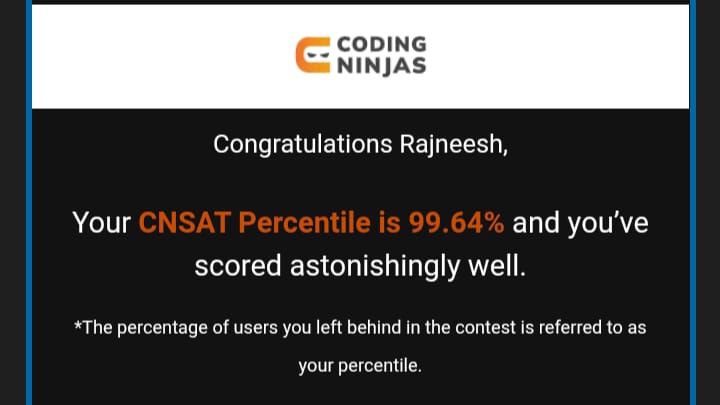 CODING
NINJAS
Congratulations Rajneesh,
Your CNSAT Percentile is 99.64% and you’ve
scored astonishingly well.
*The percentage of users you left behind in the contest is referred to as
your percentile.